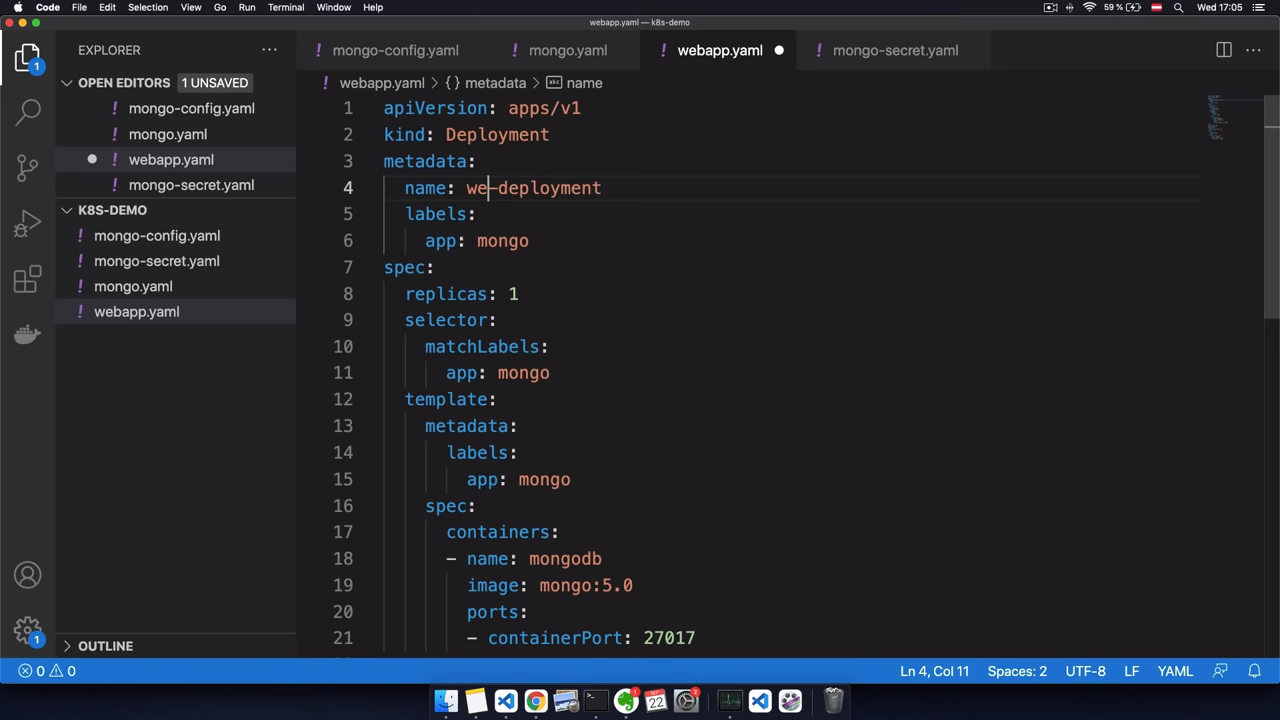 Code File Edit Selection View Go Run Terminal Window Help 59 % Wed 17:05
webapp.yaml — k8s-demo
EXPLORER
OPEN EDITORS 1 UNSAVED
! mongo-config.yaml
! mongo.yaml
! webapp.yaml
! mongo-secret.yaml
K8S-DEMO
! mongo-config.yaml
! mongo-secret.yaml
! mongo.yaml
! webapp.yaml
OUTLINE
1
1
! mongo-config.yaml ! mongo.yaml ! webapp.yaml ! mongo-secret.yaml
! webapp.yaml > {} metadata > abc name
1 apiVersion: apps/v1
2 kind: Deployment
3 metadata:
4 name: we-deployment
5 labels:
6 app: mongo
7 spec:
8 replicas: 1
9 selector:
10 matchLabels:
11 app: mongo
12 template:
13 metadata:
14 labels:
15 app: mongo
16 spec:
17 containers:
18 - name: mongodb
19 image: mongo:5.0
20 ports:
21 - containerPort: 27017
0 0 Ln 4, Col 11 Spaces: 2 UTF-8 LF YAML
1 22 2